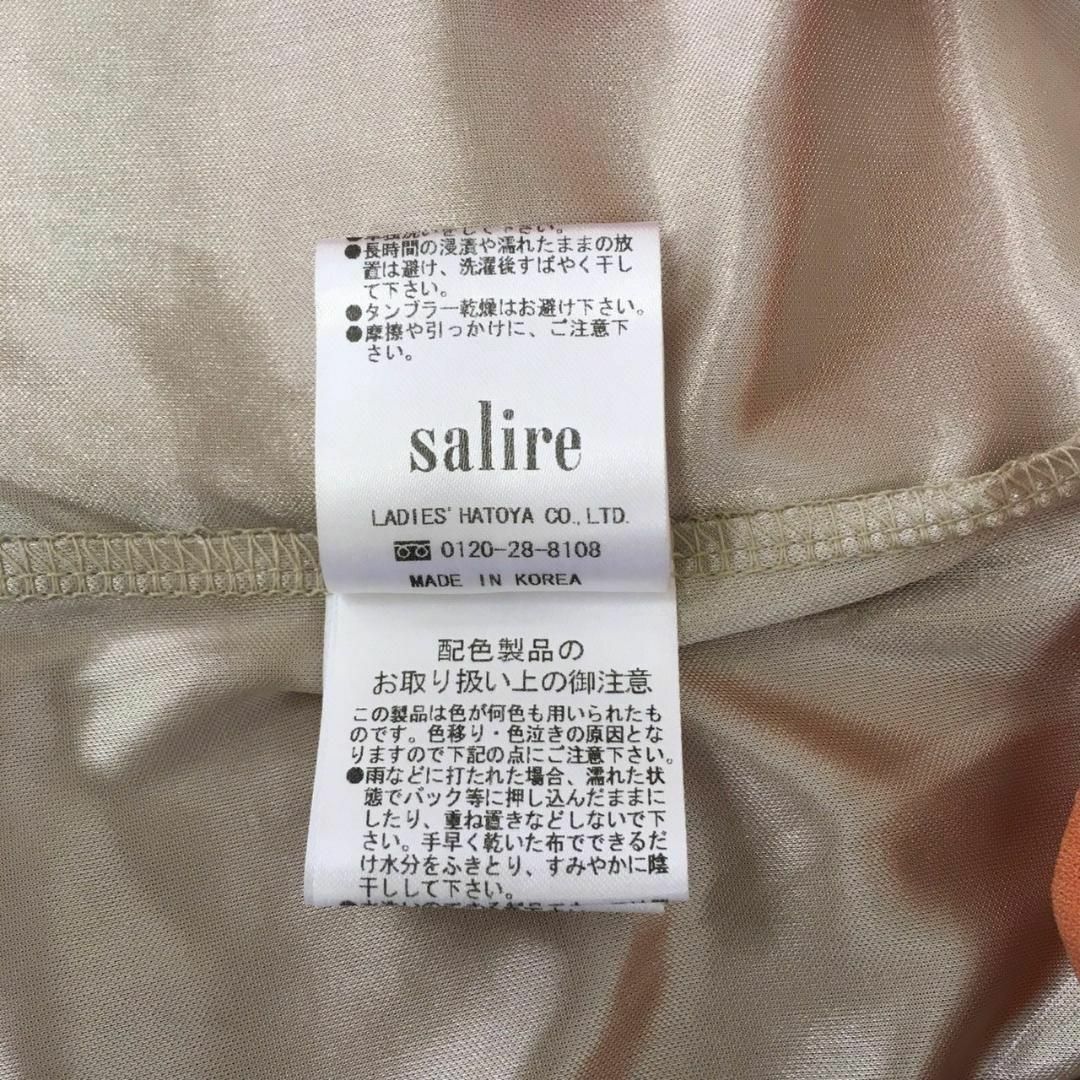 ●長時間の浸漬や濡れたままの放
置は避け、洗濯後すばやく干し
て下さい。
●タンブラー乾燥はお避け下さい。
●摩擦や引っかけに、ご注意下
さい。
salire
LADIES' HATOYA CO., LTD.
0120-28-8108
MADE IN KOREA
配色製品の
お取り扱い上の御注意
この製品は色が何色も用いられたも
のです。色移り・色泣きの原因とな
りますので下記の点にご注意下さい。
●雨などに打たれた場合、濡れた状
態でバック等に押し込んだままに
したり、重ね置きなどしないで下
さい。手早く乾いた布でできるだ
け水分をふきとり、すみやかに陰
干しして下さい。